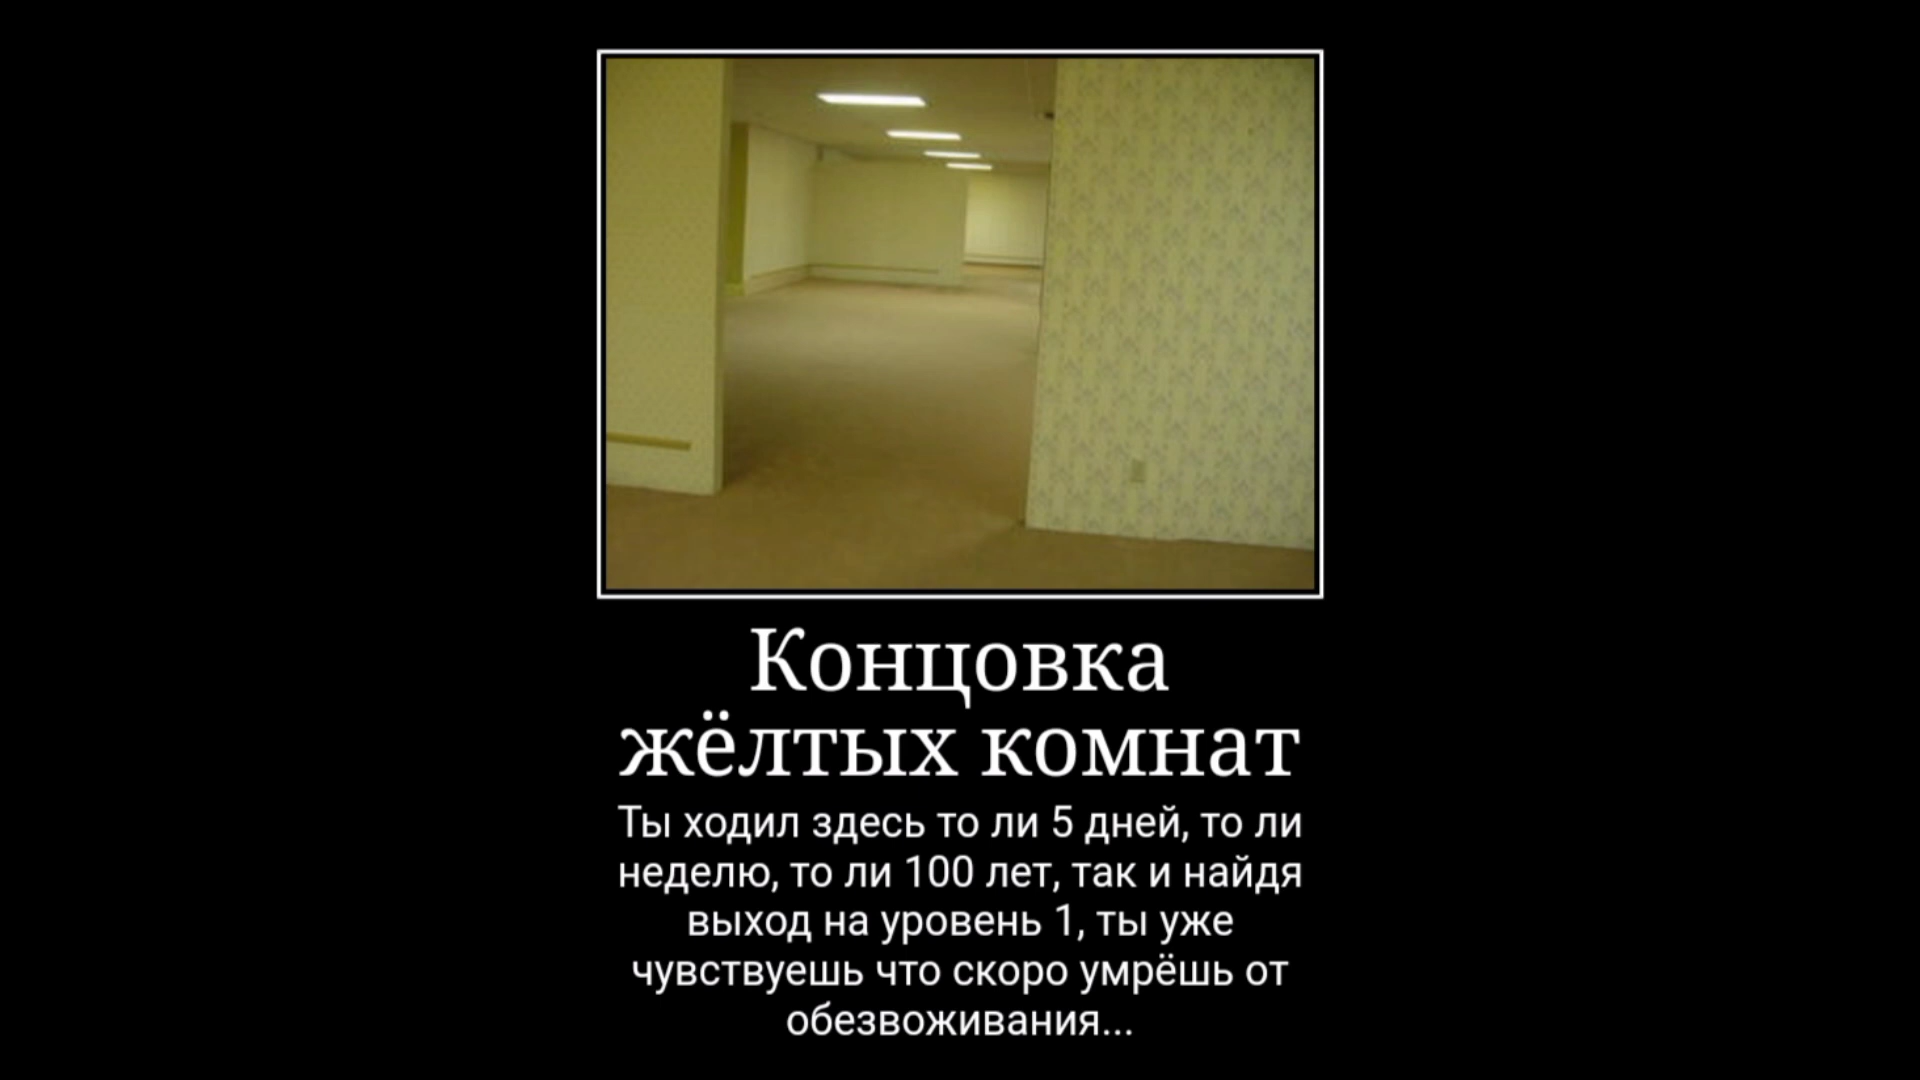 Концовка
жёлтых комнат
Ты ходил здесь то ли 5 дней, то ли
неделю, то ли 100 лет, так и найдя
выход на уровень 1, ты уже
чувствуешь что скоро умрёшь от
обезвоживания...